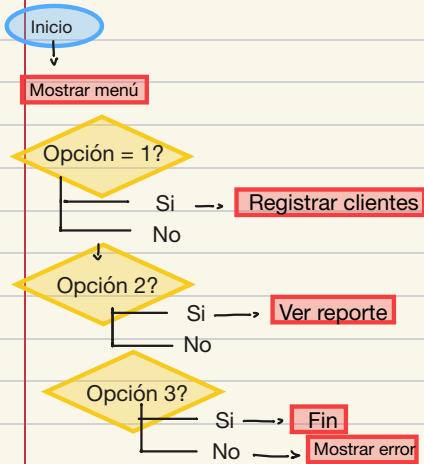 Inicio
Mostrar menú
Opción = 1?
Si
Registrar clientes
No
Opción 2?
Si
Ver reporte
No
Opción 3?
Si
Fin
No
Mostrar error